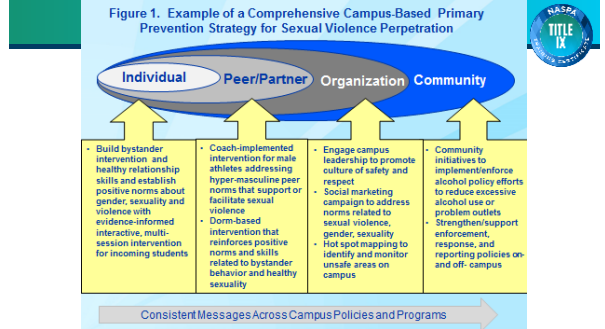 Figure 1. Example of a Comprehensive Campus-Based Primary
Prevention Strategy for Sexual Violence Perpetration
NASPA
TITLE
IX
TRAINING CERTIFICATE
Individual
Peer/Partner
Organization
Community
• Build bystander
intervention and
healthy relationship
skills and establish
positive norms about
gender, sexuality and
violence with
evidence-informed
interactive, multi-
session intervention
for incoming students
• Coach-implemented
intervention for male
athletes addressing
hyper-masculine peer
norms that support or
facilitate sexual
violence
• Dorm-based
intervention that
reinforces positive
norms and skills
related to bystander
behavior and healthy
sexuality
• Engage campus
leadership to promote
culture of safety and
respect
• Social marketing
campaign to address
norms related to
sexual violence,
gender, sexuality
• Hot spot mapping to
identify and monitor
unsafe areas on
campus
• Community
initiatives to
implement/enforce
alcohol policy efforts
to reduce excessive
alcohol use or
problem outlets
• Strengthen/support
enforcement,
response, and
reporting policies on-
and off- campus
Consistent Messages Across Campus Policies and Programs